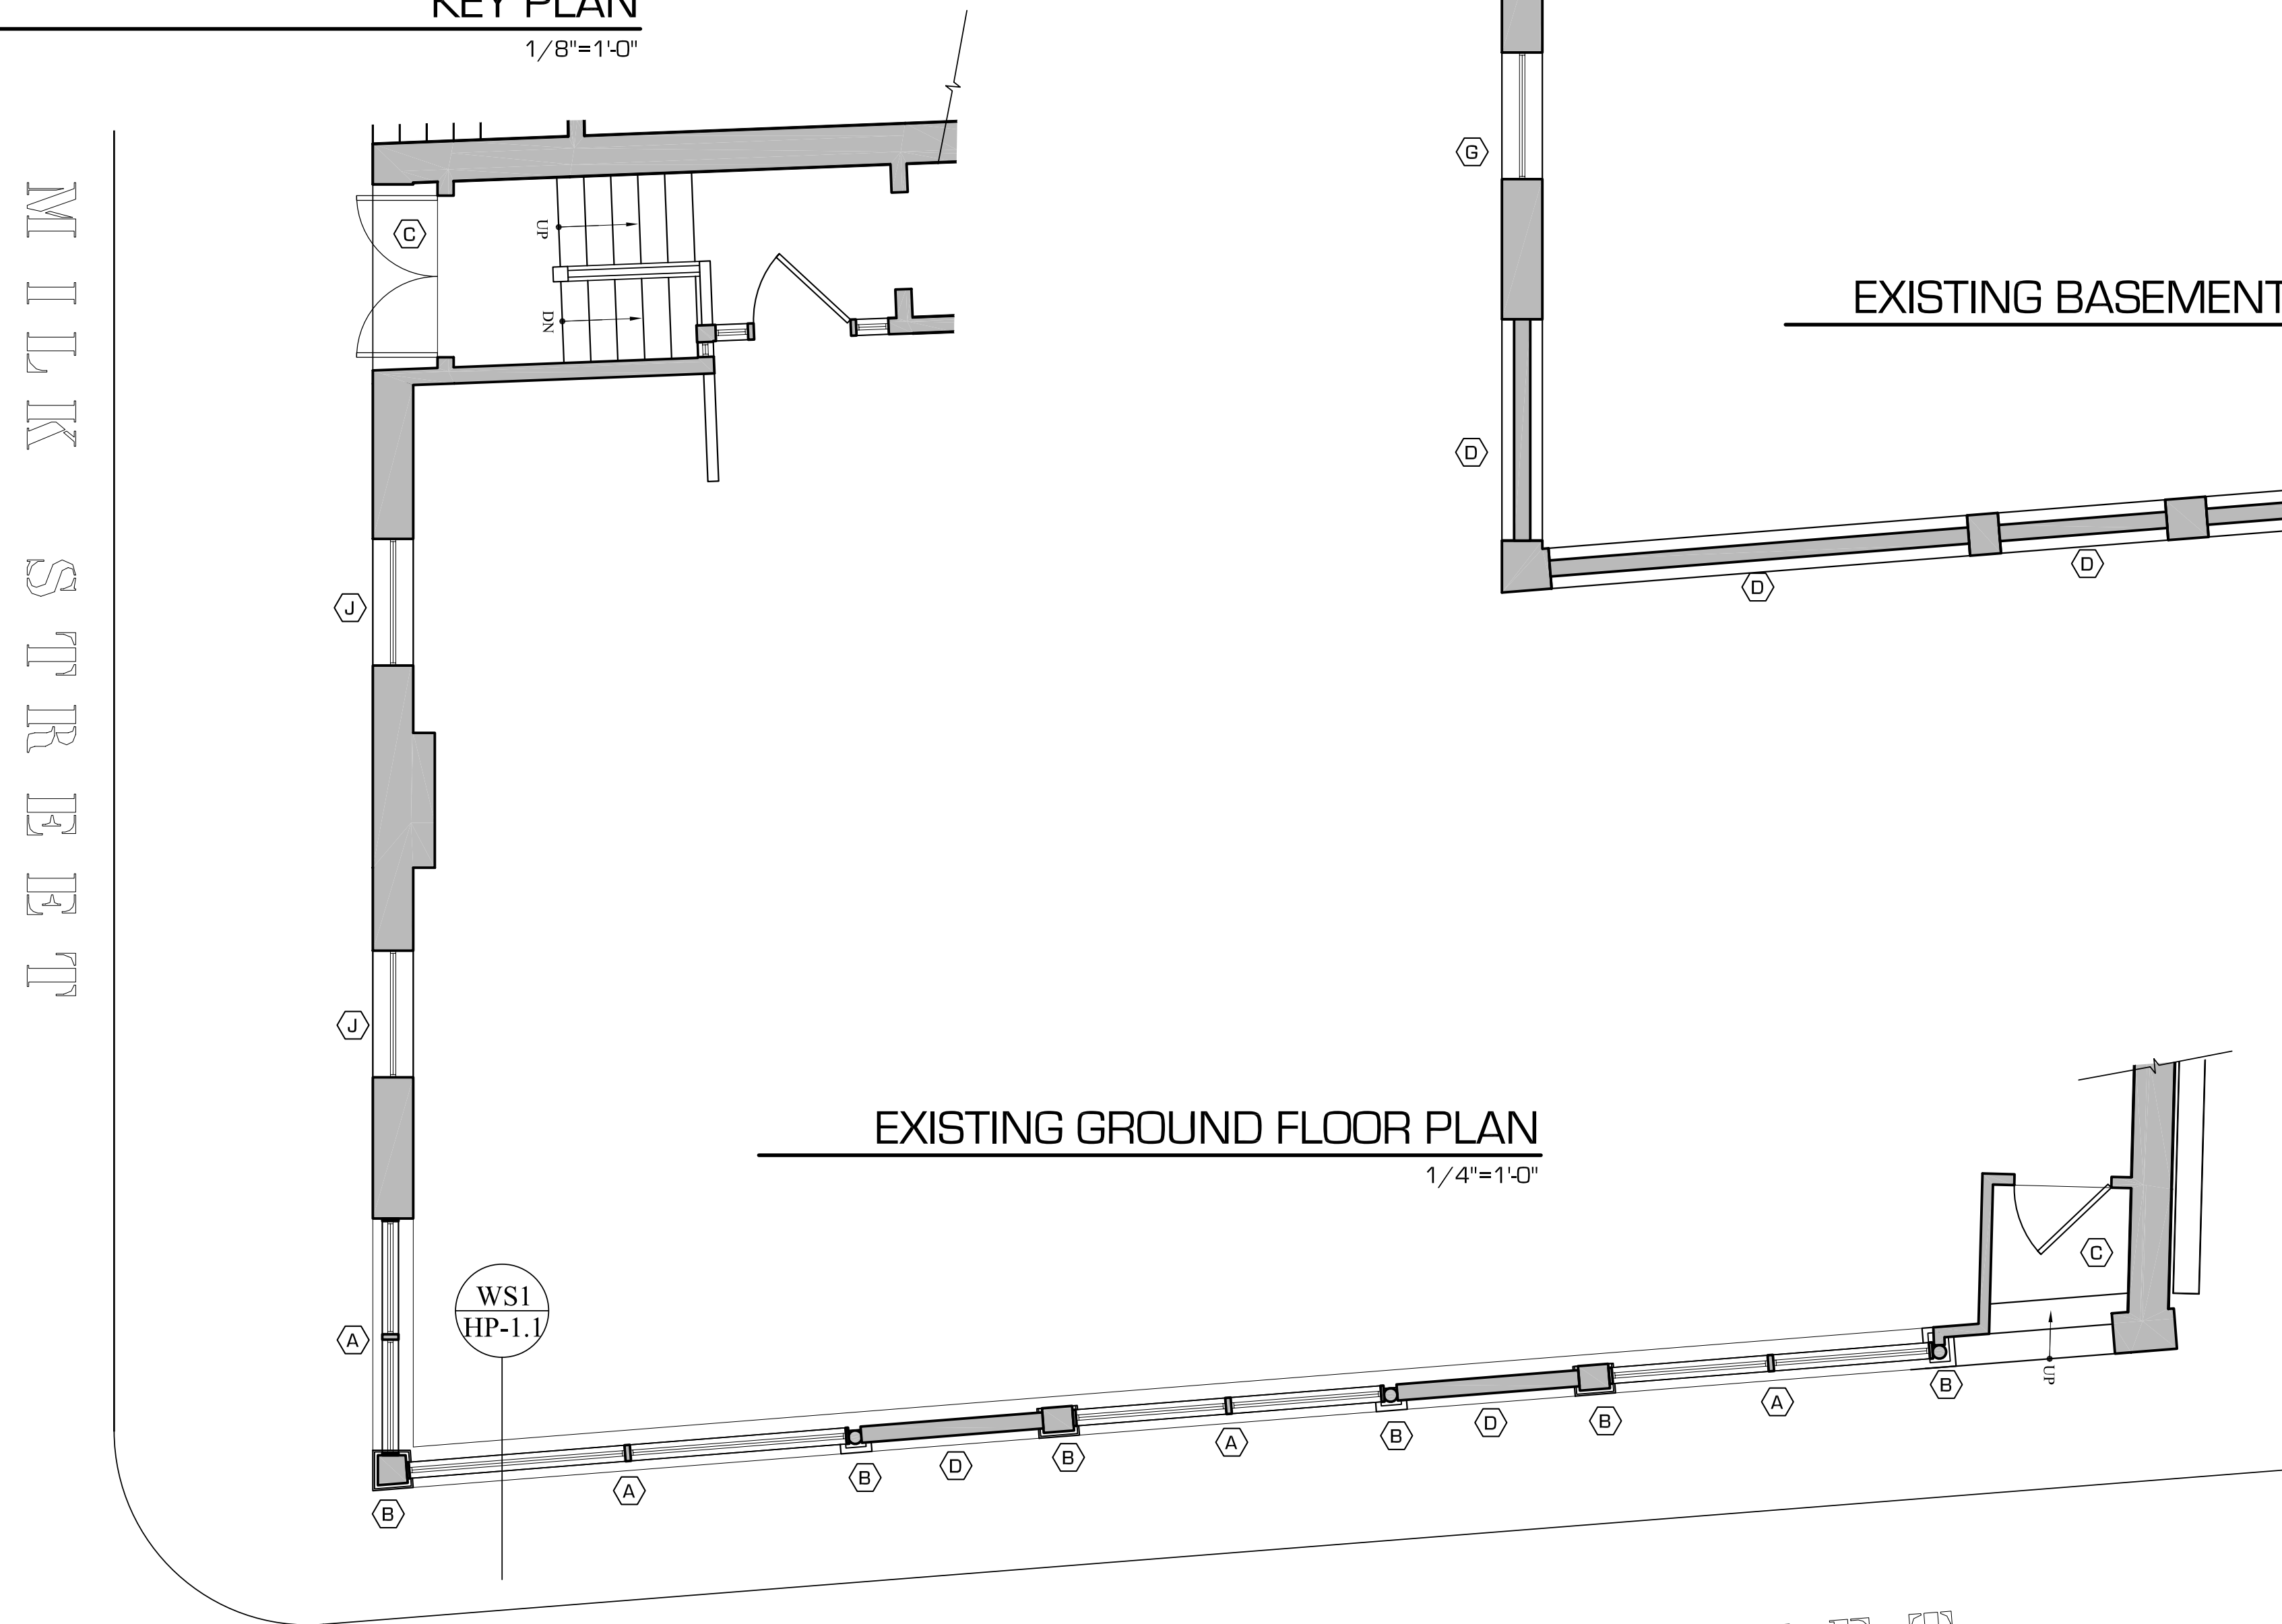 KEY PLAN
1/8"=1'-0"
MILK STREET
C
UP
DN
J
J
A
B
WS1
HP-1.1
A
B
D
B
A
B
D
B
A
B
C
UP
EXISTING GROUND FLOOR PLAN
1/4"=1'-0"
G
D
D
D
EXISTING BASEMENT